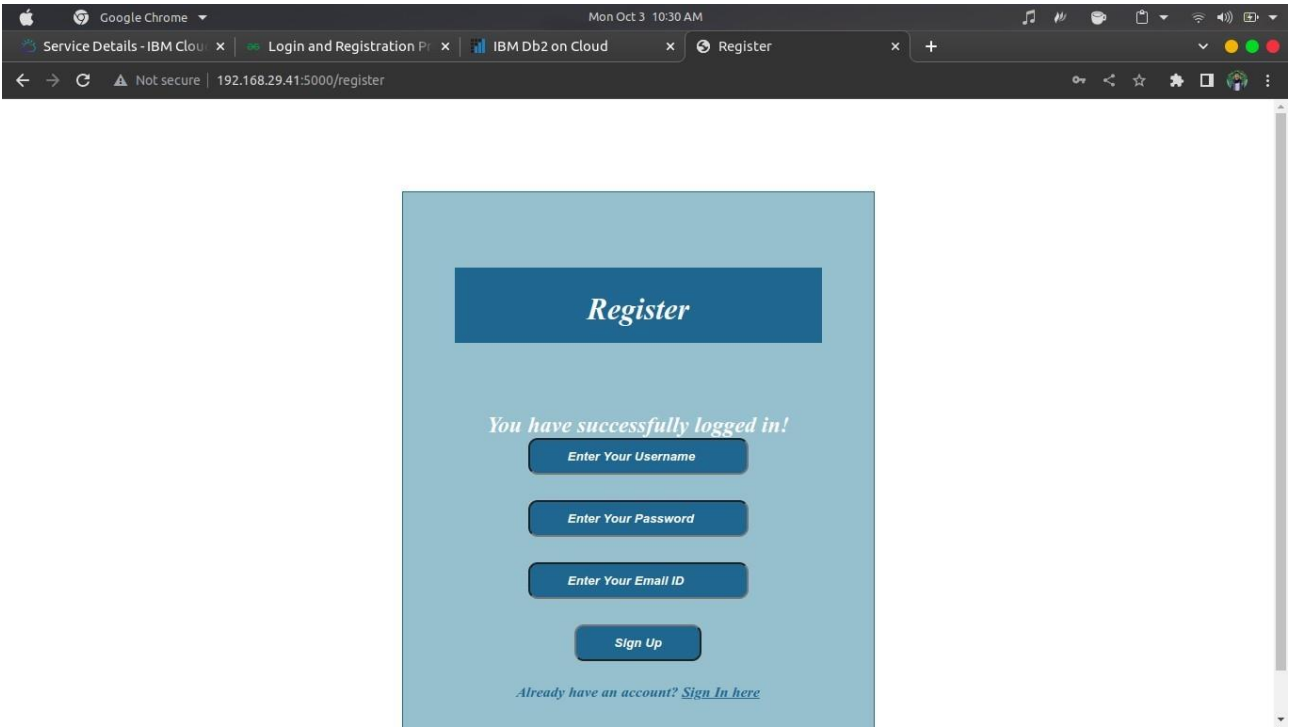 Google Chrome
Mon Oct 3 10:30 AM
Service Details - IBM Clou
Login and Registration Pr
IBM Db2 on Cloud
Register
Not secure | 192.168.29.41:5000/register
Register
You have successfully logged in!
Enter Your Username
Enter Your Password
Enter Your Email ID
Sign Up
Already have an account? Sign In here